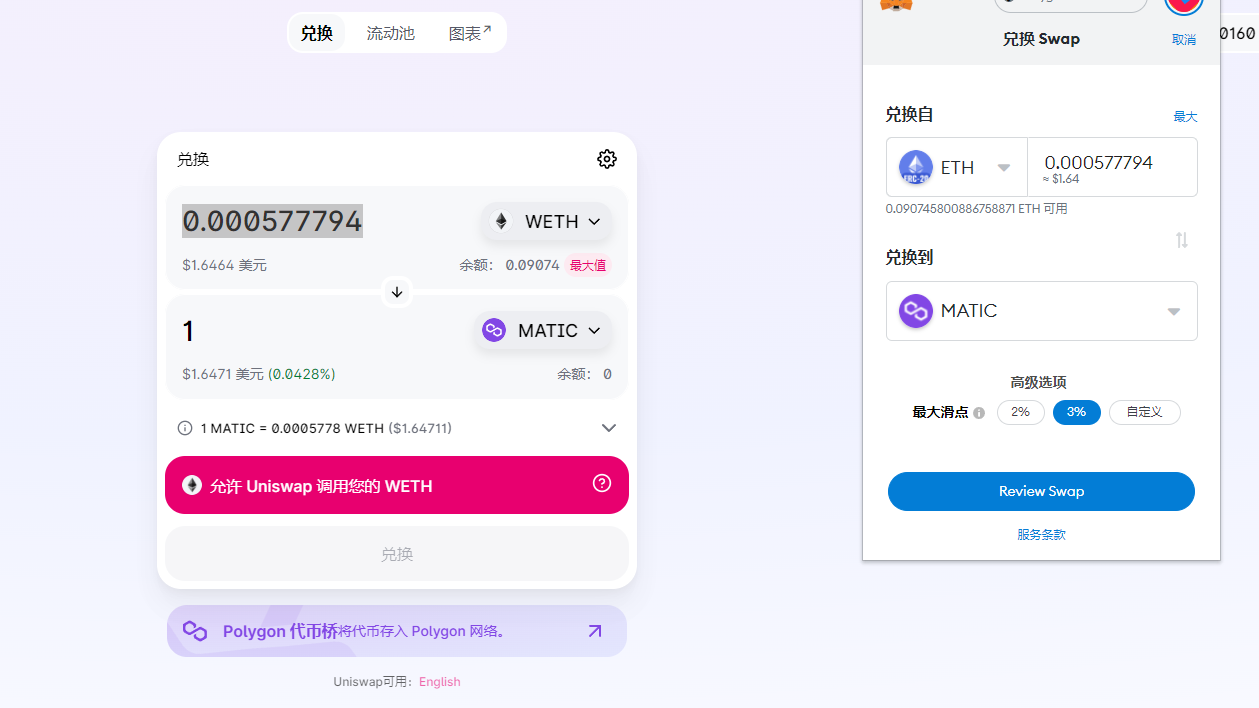 兑换 流动池 图表↗
兑换
0.000577794 WETH
$1.6464 美元 余额： 0.09074 最大值
1 MATIC
$1.6471 美元 (0.0428%) 余额： 0
1 MATIC = 0.0005778 WETH ($1.64711)
允许 Uniswap 调用您的 WETH
兑换
Polygon 代币桥将代币存入 Polygon 网络。
Uniswap可用： English
兑换 Swap 取消
0160
兑换自 最大
ERC-20 ETH 0.000577794
≈ $1.64
0.090745800886758871 ETH 可用
兑换到
MATIC
高级选项
最大滑点 2% 3% 自定义
Review Swap
服务条款